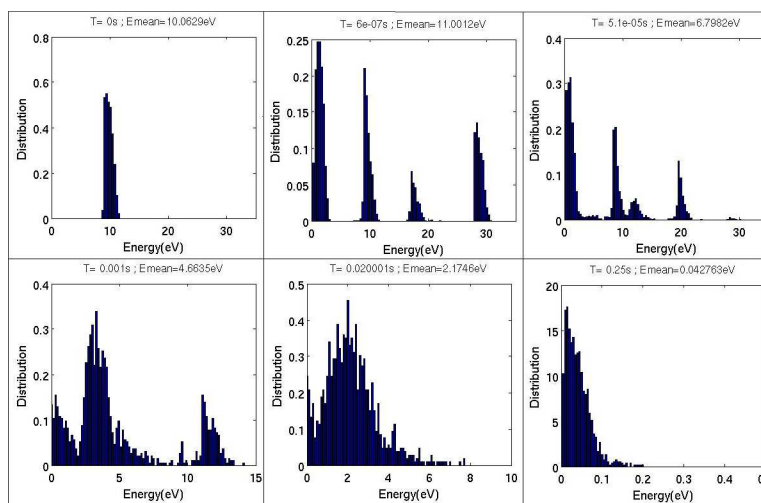 T= 0s ; Emean=10.0629eV
T= 6e-07s ; Emean=11.0012eV
T= 5.1e-05s ; Emean=6.7982eV
0.8
0.6
0.4
0.2
0
Distribution
0 10 20 30
Energy(eV)
0.25
0.2
0.15
0.1
0.05
0
Distribution
0 10 20 30
Energy(eV)
0.4
0.3
0.2
0.1
0
Distribution
0 10 20 30
Energy(eV)
T= 0.001s ; Emean=4.6635eV
T= 0.020001s ; Emean=2.1746eV
T= 0.25s ; Emean=0.042763eV
0.4
0.3
0.2
0.1
0
Distribution
0 5 10 15
Energy(eV)
0.5
0.4
0.3
0.2
0.1
0
Distribution
0 2 4 6 8 10
Energy(eV)
20
15
10
5
0
Distribution
0 0.1 0.2 0.3 0.4
Energy(eV)